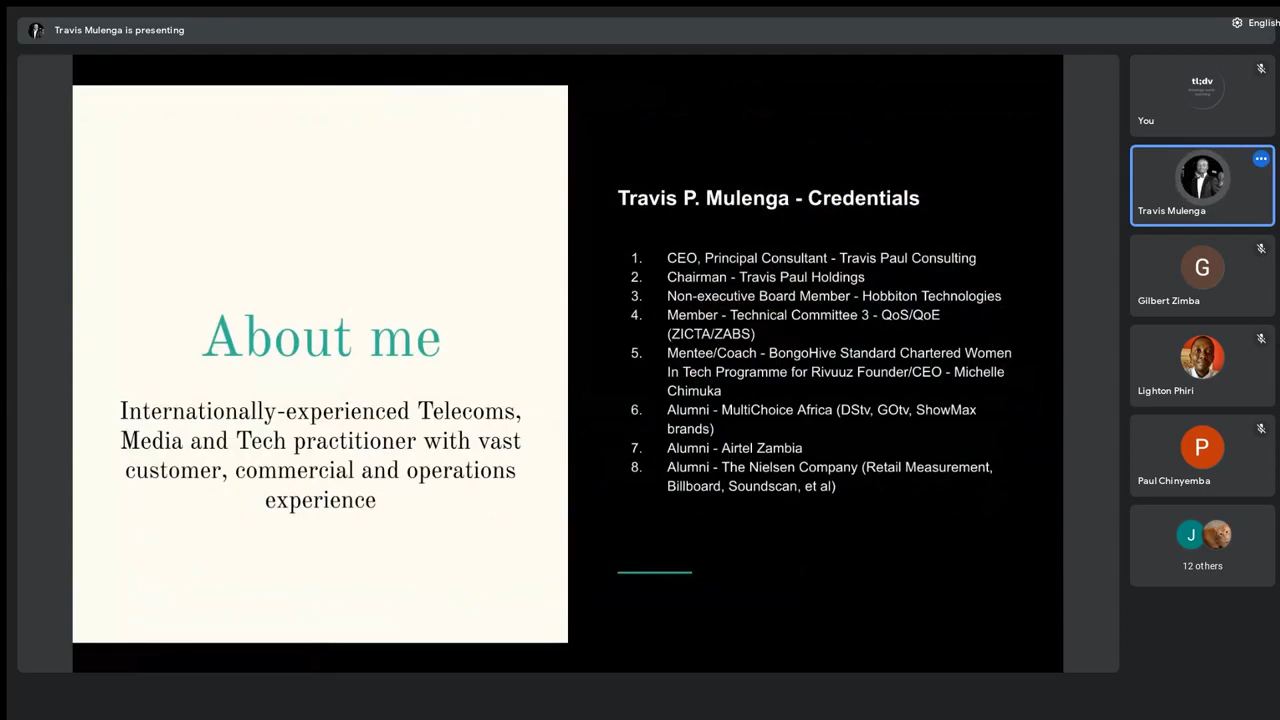 Travis Mulenga is presenting
English
About me
Internationally-experienced Telecoms,
Media and Tech practitioner with vast
customer, commercial and operations
experience
Travis P. Mulenga - Credentials
1. CEO, Principal Consultant - Travis Paul Consulting
2. Chairman - Travis Paul Holdings
3. Non-executive Board Member - Hobbiton Technologies
4. Member - Technical Committee 3 - QoS/QoE
(ZICTA/ZABS)
5. Mentee/Coach - BongoHive Standard Chartered Women
In Tech Programme for Rivuuz Founder/CEO - Michelle
Chimuka
6. Alumni - MultiChoice Africa (DStv, GOtv, ShowMax
brands)
7. Alumni - Airtel Zambia
8. Alumni - The Nielsen Company (Retail Measurement,
Billboard, Soundscan, et al)
tl;dv
You
Travis Mulenga
G
Gilbert Zimba
Lighton Phiri
P
Paul Chinyemba
J
12 others